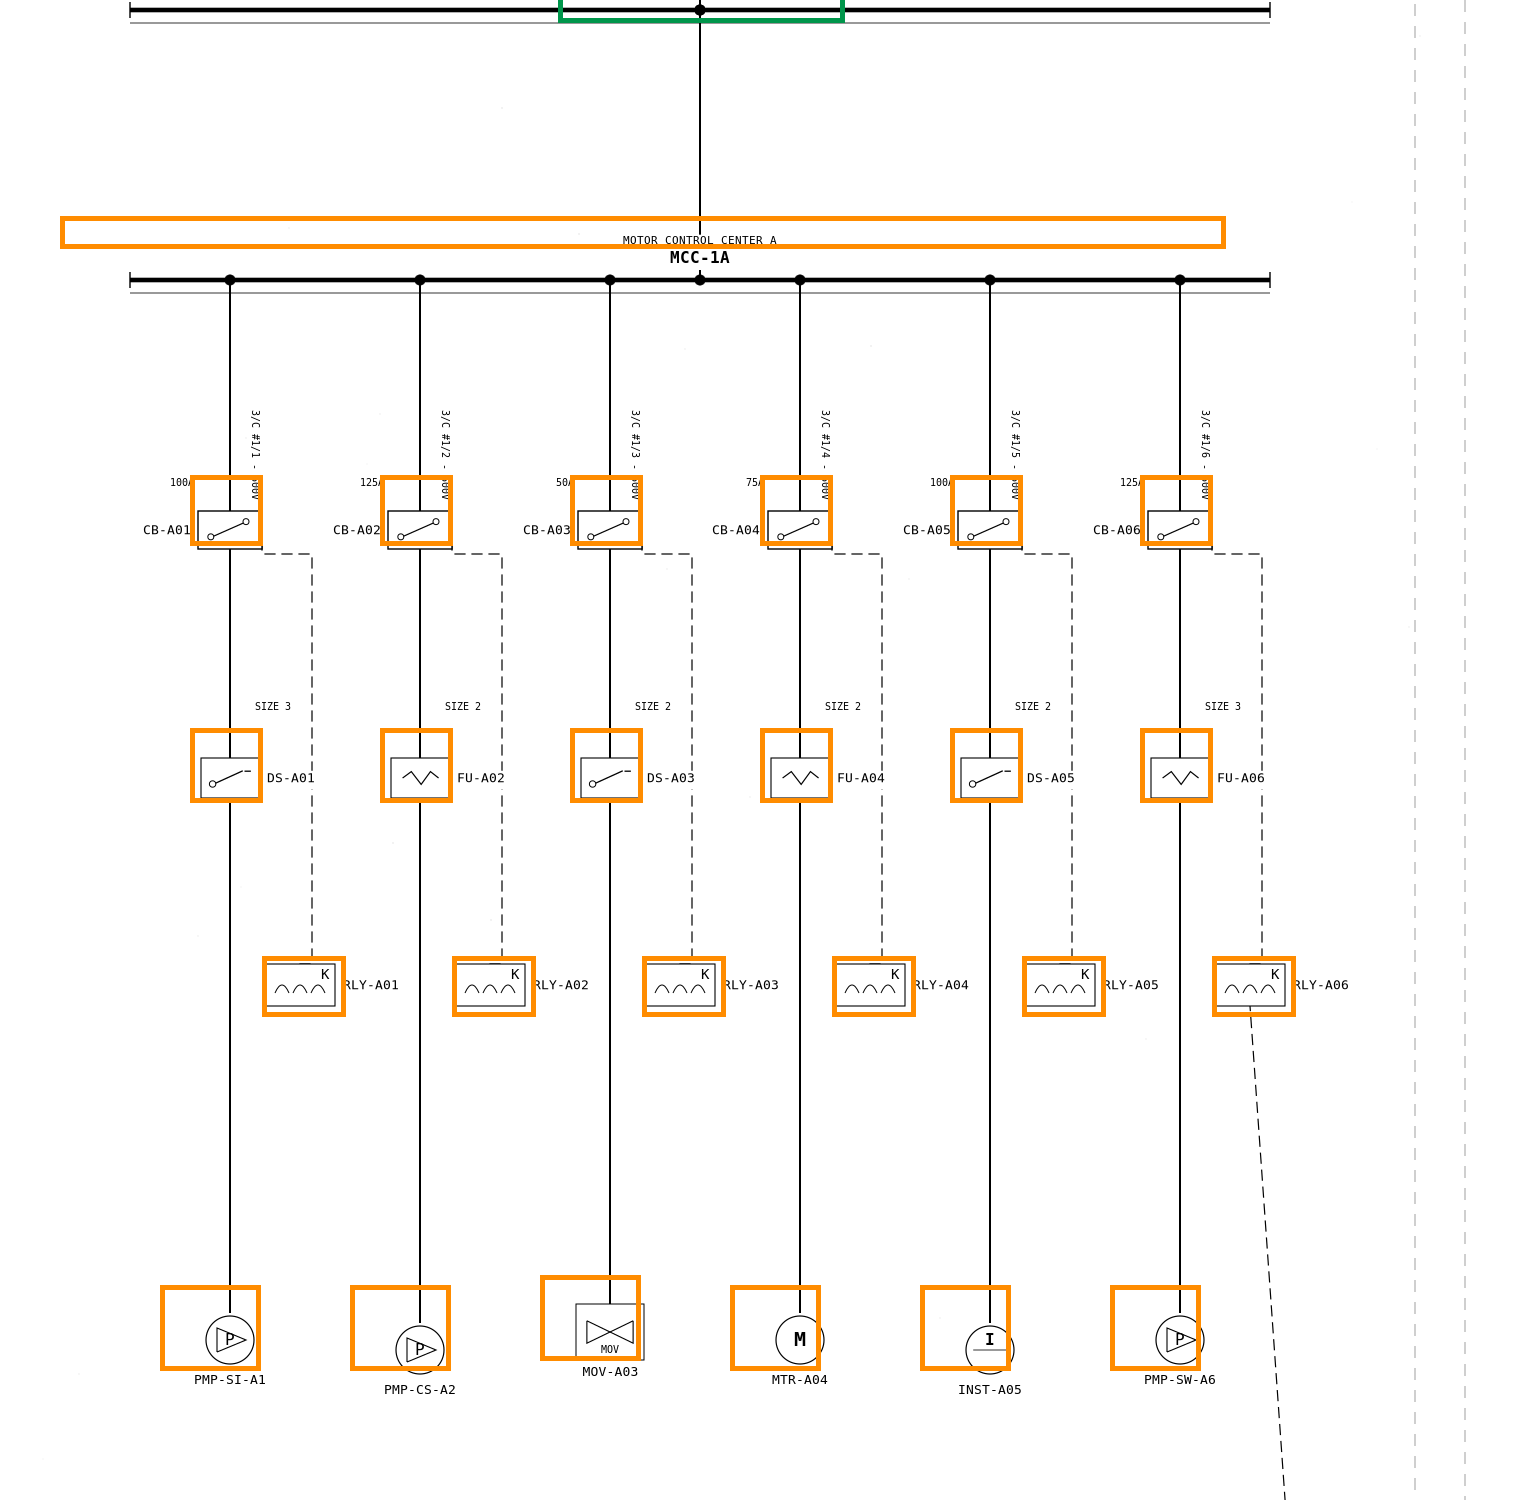 MOTOR CONTROL CENTER A
MCC-1A
3/C #1/1 - 
3/C #1/2 - 
3/C #1/3 - 
3/C #1/4 - 
3/C #1/5 - 
3/C #1/6 - 
100A
125A
50A
75A
100A
125A
CB-A01
CB-A02
CB-A03
CB-A04
CB-A05
CB-A06
SIZE 3
SIZE 2
SIZE 2
SIZE 2
SIZE 2
SIZE 3
DS-A01
FU-A02
DS-A03
FU-A04
DS-A05
FU-A06
K
K
K
K
K
K
RLY-A01
RLY-A02
RLY-A03
RLY-A04
RLY-A05
RLY-A06
P
P
MOV
M
I
P
PMP-SI-A1
PMP-CS-A2
MOV-A03
MTR-A04
INST-A05
PMP-SW-A6